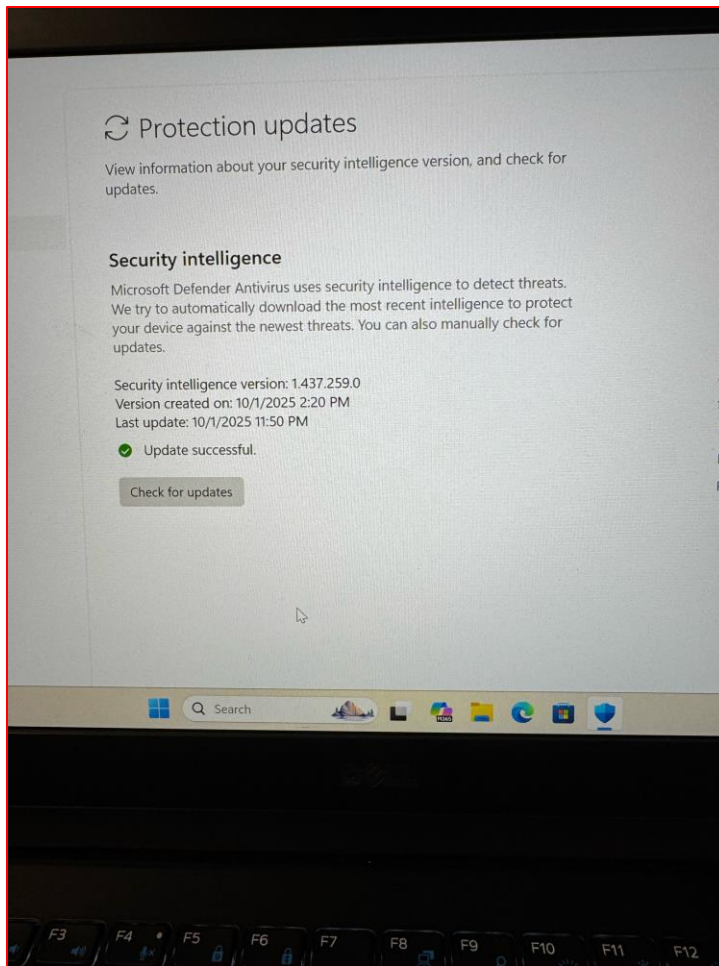 Protection updates
View information about your security intelligence version, and check for
updates.
Security intelligence
Microsoft Defender Antivirus uses security intelligence to detect threats.
We try to automatically download the most recent intelligence to protect
your device against the newest threats. You can also manually check for
updates.
Security intelligence version: 1.437.259.0
Version created on: 10/1/2025 2:20 PM
Last update: 10/1/2025 11:50 PM
Update successful.
Check for updates
Search
M365
DELL
F3 F4 F5 F6 F7 F8 F9 F10 F11 F12